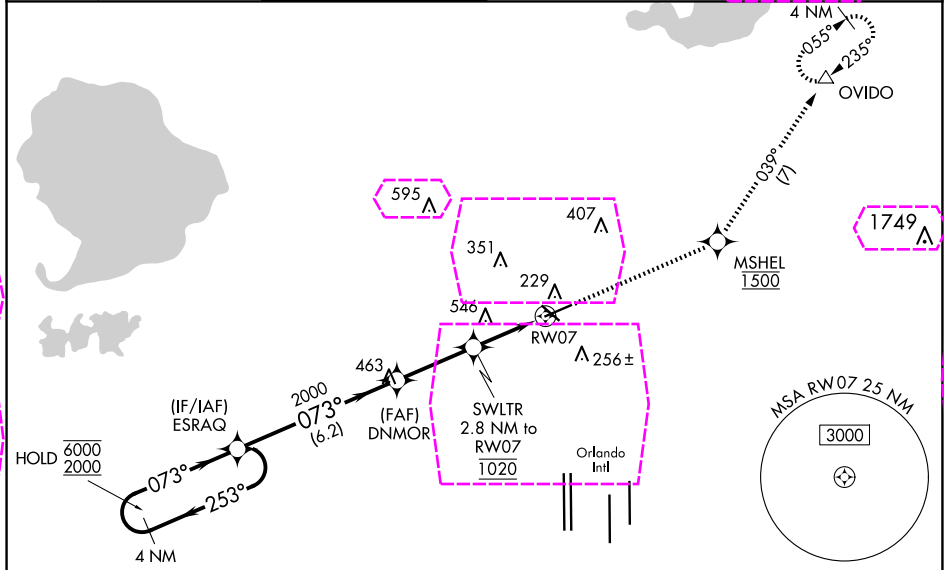 4 NM
055°
235°
OVIDO
039°
(7)
595
407
1749
351
MSHEL
1500
229
546
RW07
256±
463
2000
073°
(6.2)
(FAF)
DNMOR
SWLTR
2.8 NM to
RW07
1020
(IF/IAF)
ESRAQ
HOLD 6000
2000
073°
253°
4 NM
Orlando
Intl
MSA RW07 25 NM
3000